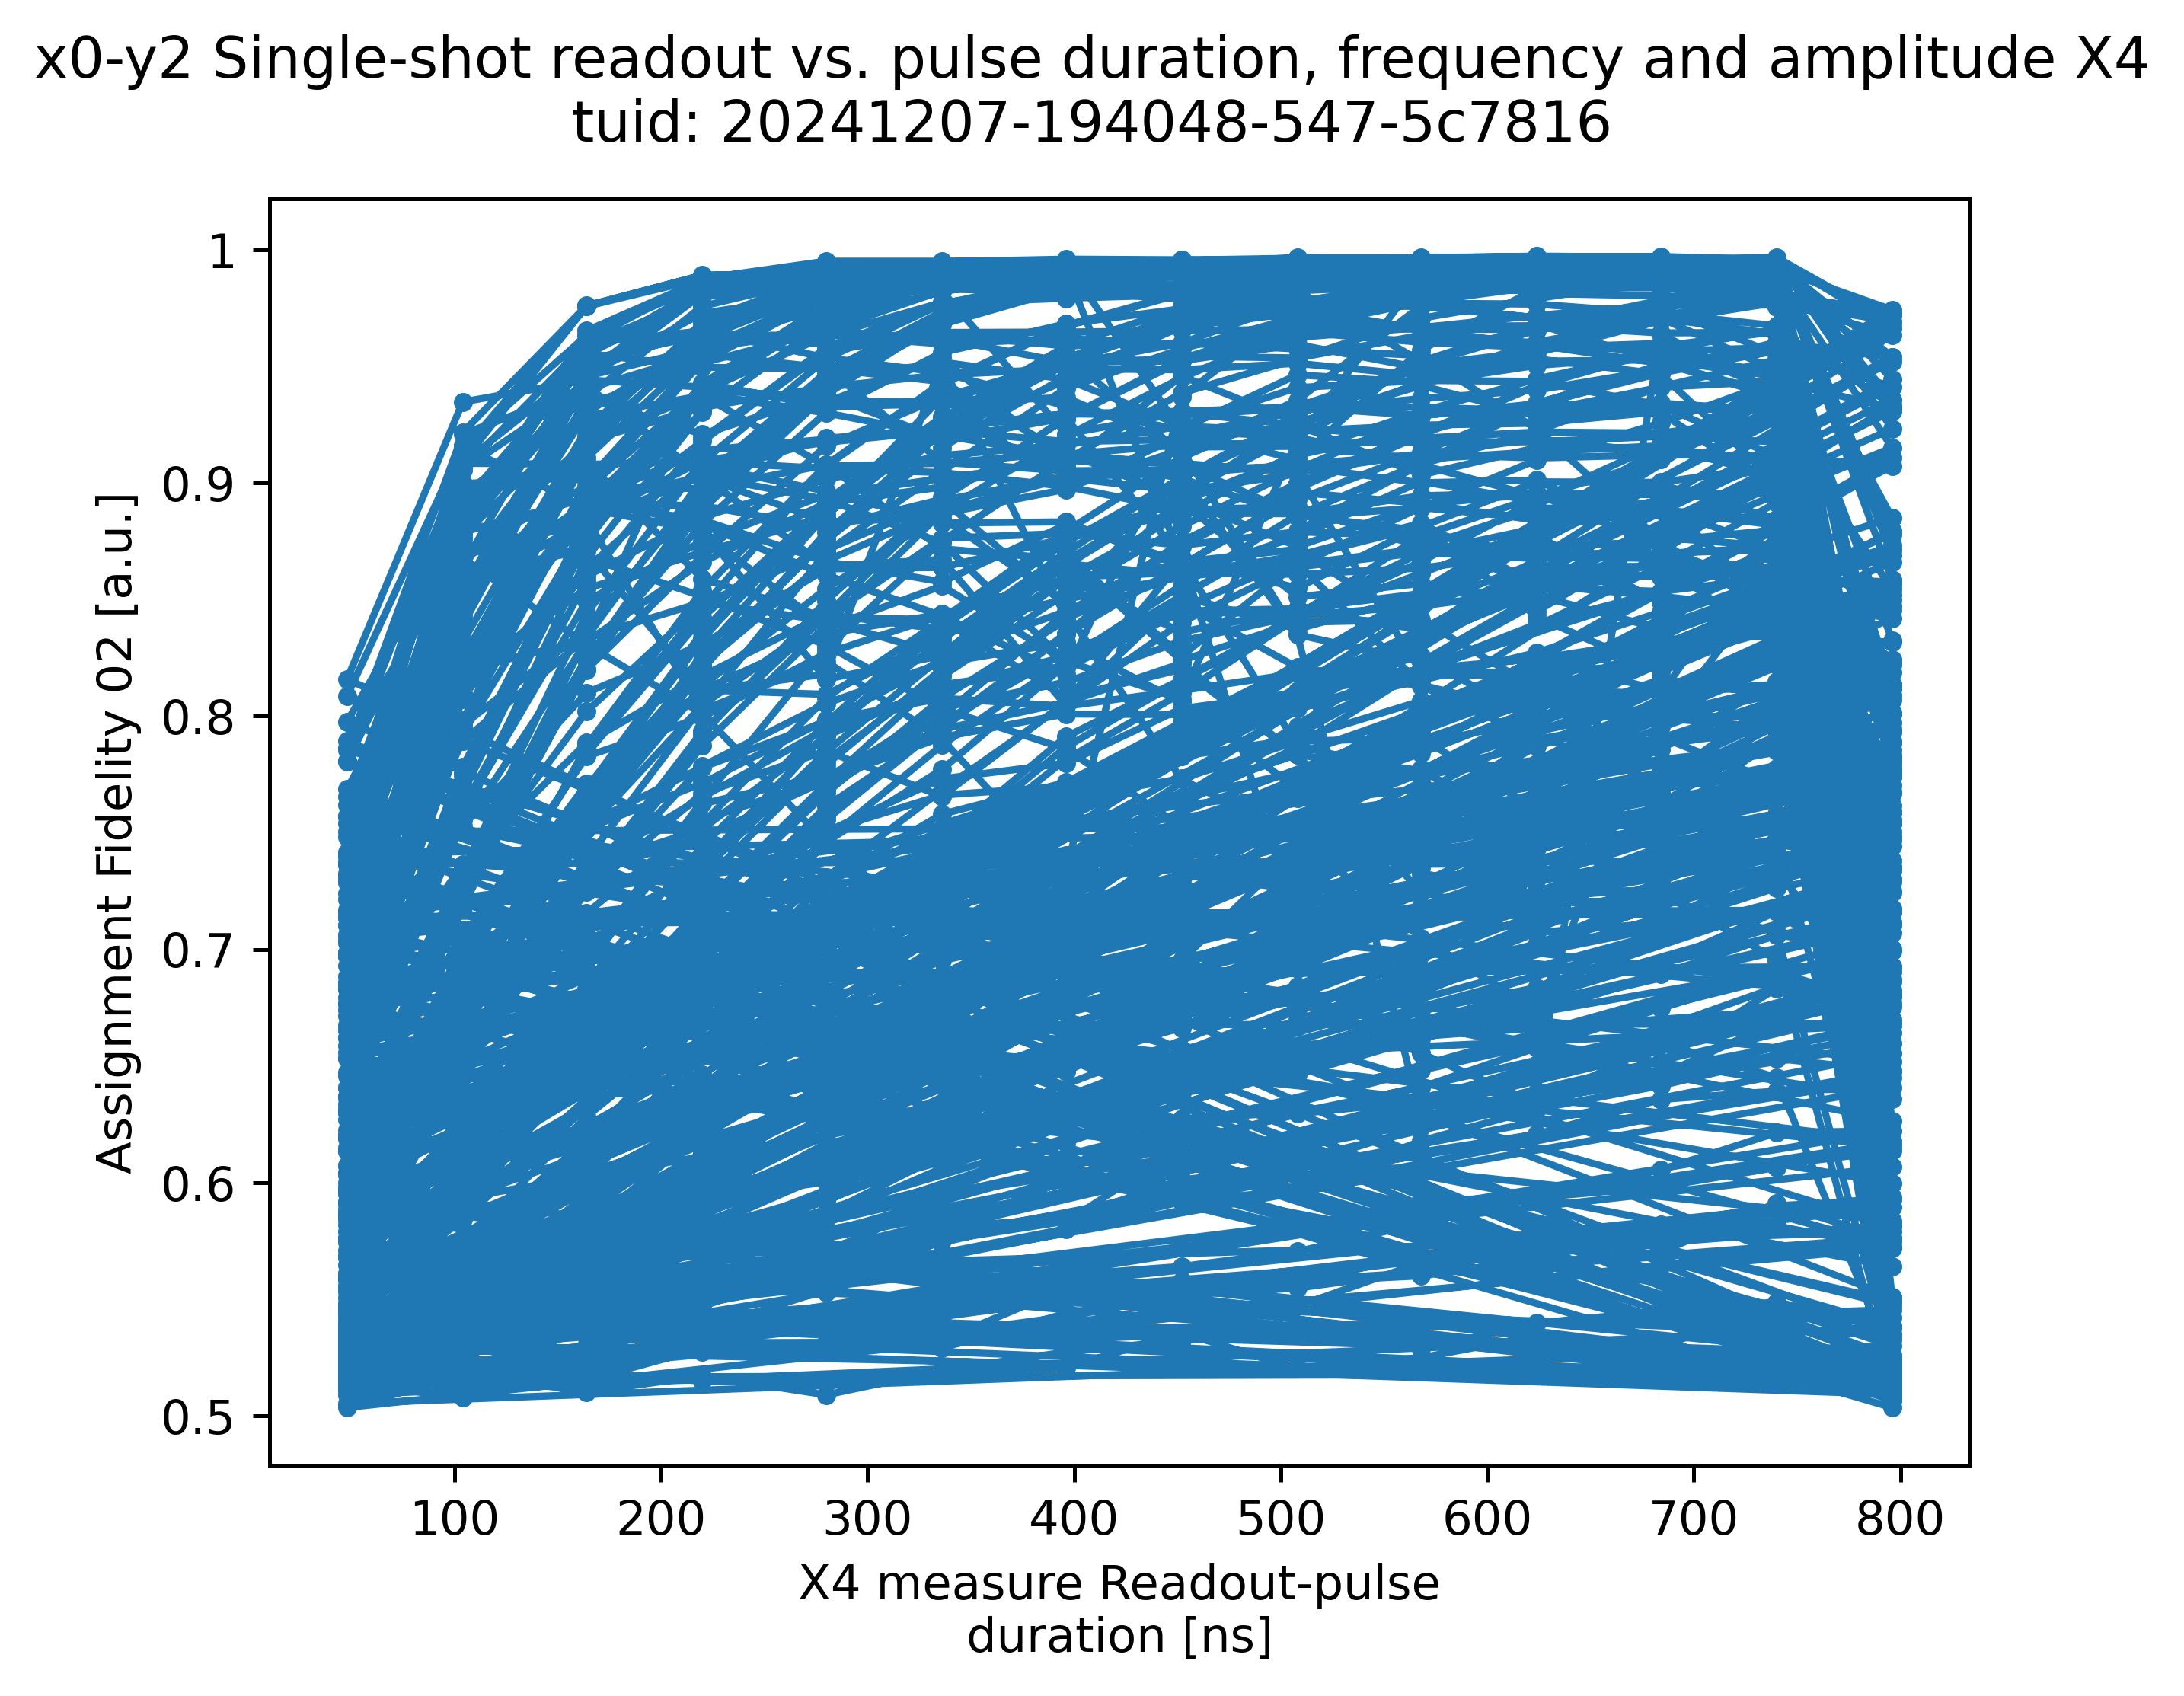 x0-y2 Single-shot readout vs. pulse duration, frequency and amplitude X4
tuid: 20241207-194048-547-5c7816
1
0.9
0.8
0.7
0.6
0.5
Assignment Fidelity 02 [a.u.]
100 200 300 400 500 600 700 800
X4 measure Readout-pulse
duration [ns]